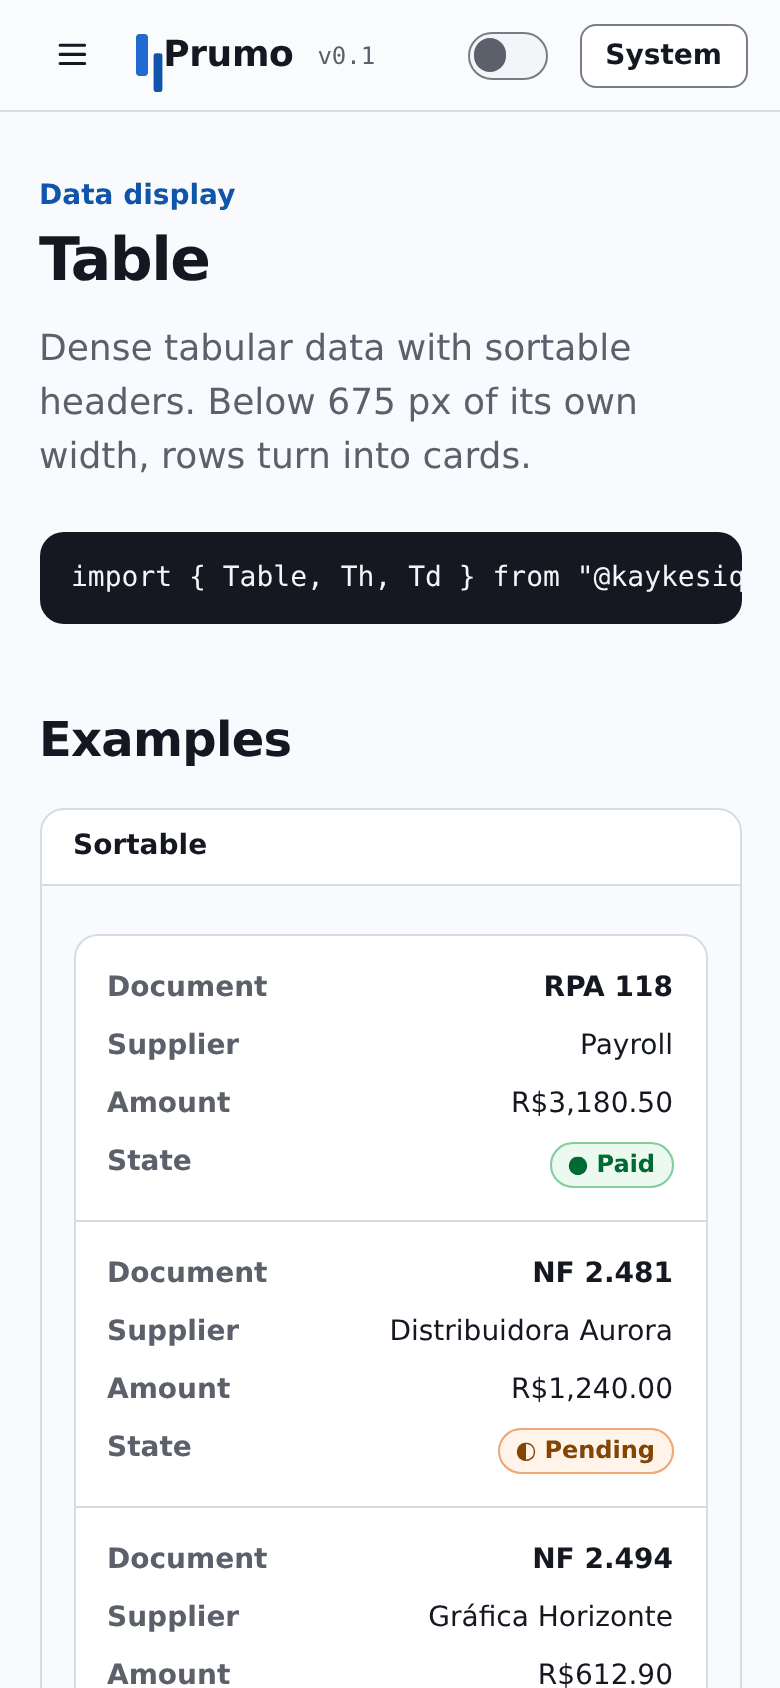 Prumo v0.1 System
Data display
Table
Dense tabular data with sortable
headers. Below 675 px of its own
width, rows turn into cards.
import { Table, Th, Td } from "@kaykesiq
Examples
Sortable
Document RPA 118
Supplier Payroll
Amount R$3,180.50
State Paid
Document NF 2.481
Supplier Distribuidora Aurora
Amount R$1,240.00
State Pending
Document NF 2.494
Supplier Gráfica Horizonte
Amount R$612.90